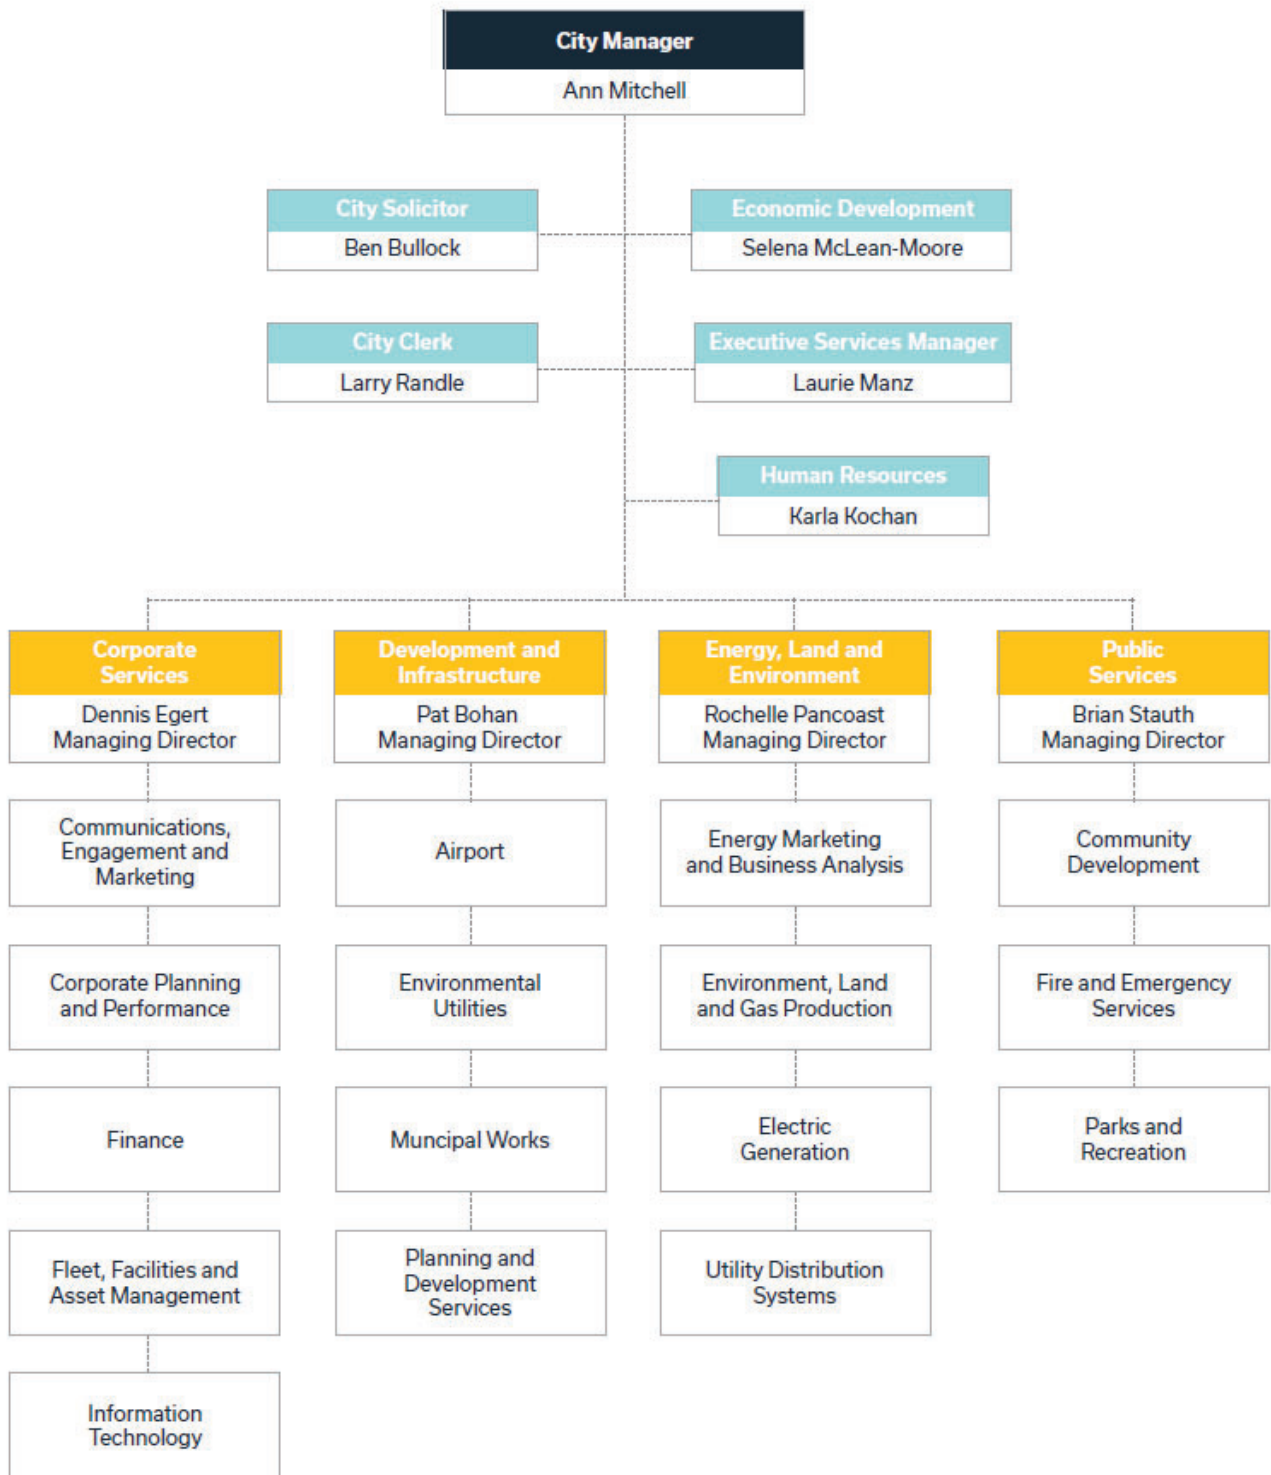 City Manager
Ann Mitchell
City Solicitor
Ben Bullock
Economic Development
Selena McLean-Moore
City Clerk
Larry Randle
Executive Services Manager
Laurie Manz
Human Resources
Karla Kochan
Corporate
Services
Dennis Egert
Managing Director
Communications,
Engagement and
Marketing
Corporate Planning
and Performance
Finance
Fleet, Facilities and
Asset Management
Information
Technology
Development and
Infrastructure
Pat Bohan
Managing Director
Airport
Environmental
Utilities
Muncipal Works
Planning and
Development
Services
Energy, Land and
Environment
Rochelle Pancoast
Managing Director
Energy Marketing
and Business Analysis
Environment, Land
and Gas Production
Electric
Generation
Utility Distribution
Systems
Public
Services
Brian Stauth
Managing Director
Community
Development
Fire and Emergency
Services
Parks and
Recreation